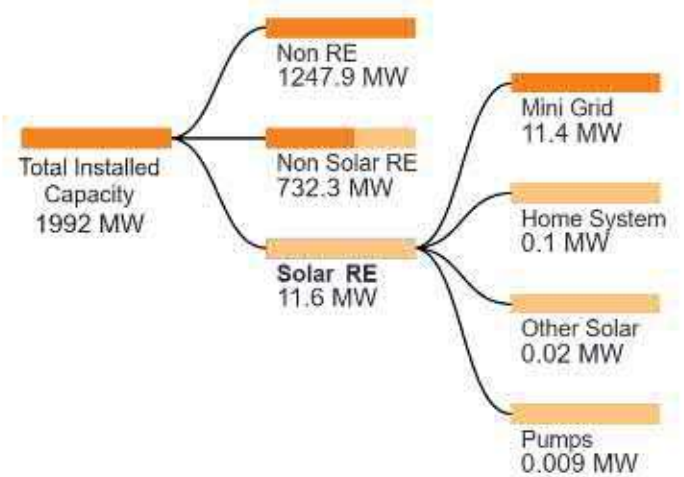 Non RE
1247.9 MW
Total Installed
Capacity
1992 MW
Non Solar RE
732.3 MW
Solar RE
11.6 MW
Mini Grid
11.4 MW
Home System
0.1 MW
Other Solar
0.02 MW
Pumps
0.009 MW